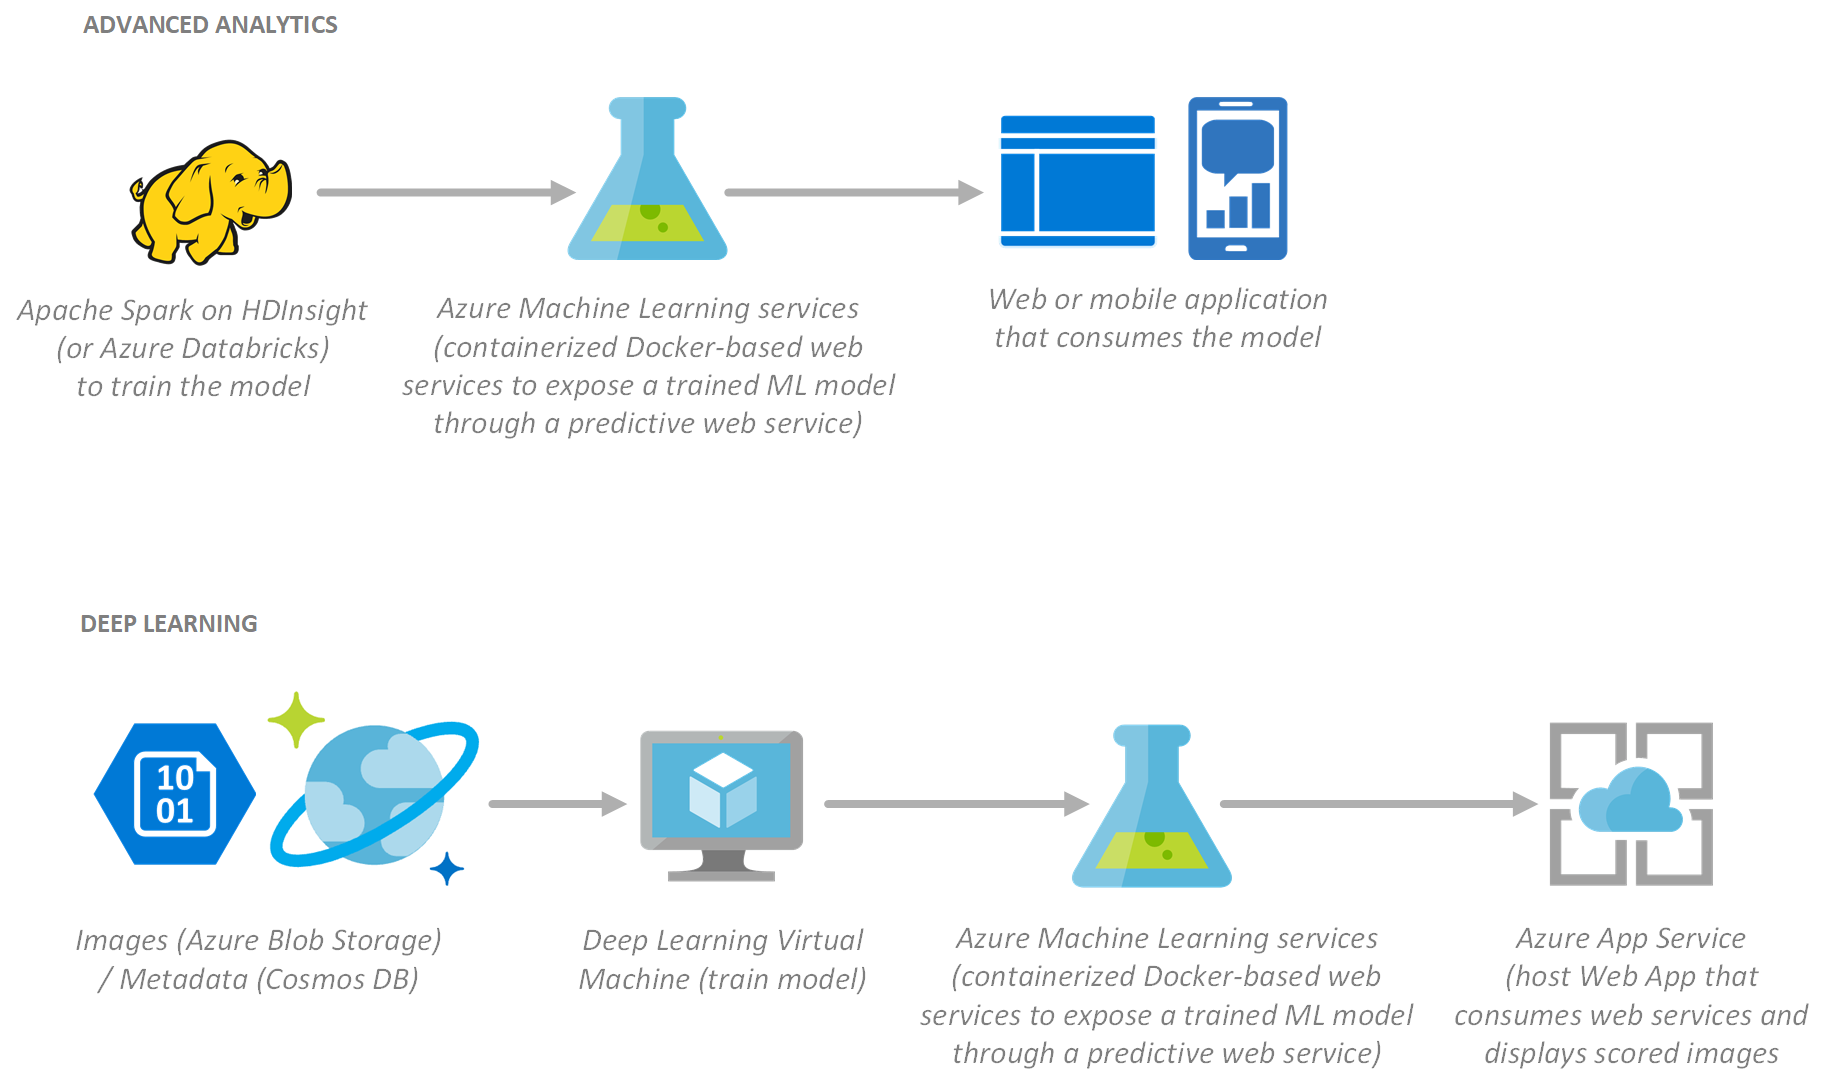 ADVANCED ANALYTICS
Apache Spark on HDInsight
(or Azure Databricks)
to train the model
Azure Machine Learning services
(containerized Docker-based web
services to expose a trained ML model
through a predictive web service)
Web or mobile application
that consumes the model
DEEP LEARNING
10
01
Images (Azure Blob Storage)
/ Metadata (Cosmos DB)
Deep Learning Virtual
Machine (train model)
Azure Machine Learning services
(containerized Docker-based web
services to expose a trained ML model
through a predictive web service)
Azure App Service
(host Web App that
consumes web services and
displays scored images